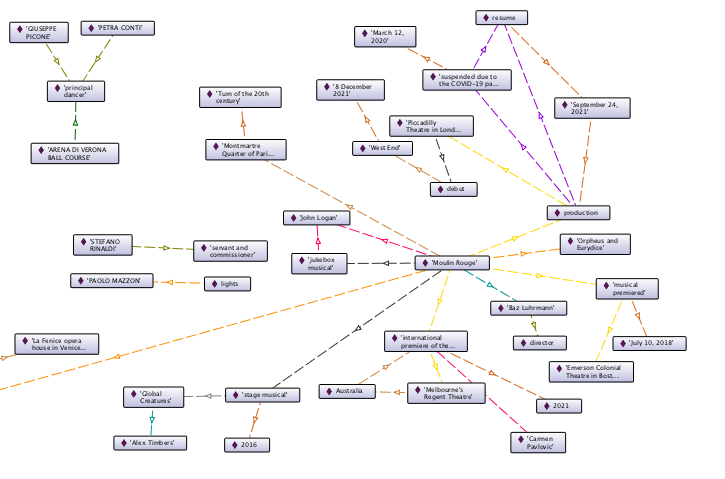 resume
'GIUSEPPE
PICONE'
'PETRA CONTI'
'March 12,
2020'
'suspended due to
the COVID-19 pa...
'principal
dancer'
'Turn of the 20th
century'
'8 December
2021'
'September 24,
2021'
'Piccadilly
Theatre in Lond...
'ARENA DI VERONA
BALL COURSE'
'Montmartre
Quarter of Pari...
'West End'
debut
production
'John Logan'
'STEFANO
RINALDI'
'servant and
commissioner'
'Orpheus and
Eurydice'
'jukebox
musical'
'Moulin Rouge'
'PAOLO MAZZON'
lights
'musical
premiered'
'Baz Luhrmann'
'La Fenice opera
house in Venice...
'international
premiere of the...
director
'July 10, 2018'
'Emerson Colonial
Theatre in Bost...
'Global
Creatures'
'stage musical'
Australia
'Melbourne's
Regent Theatre'
2021
'Alex Timbers'
2016
'Carmen
Pavlovic'